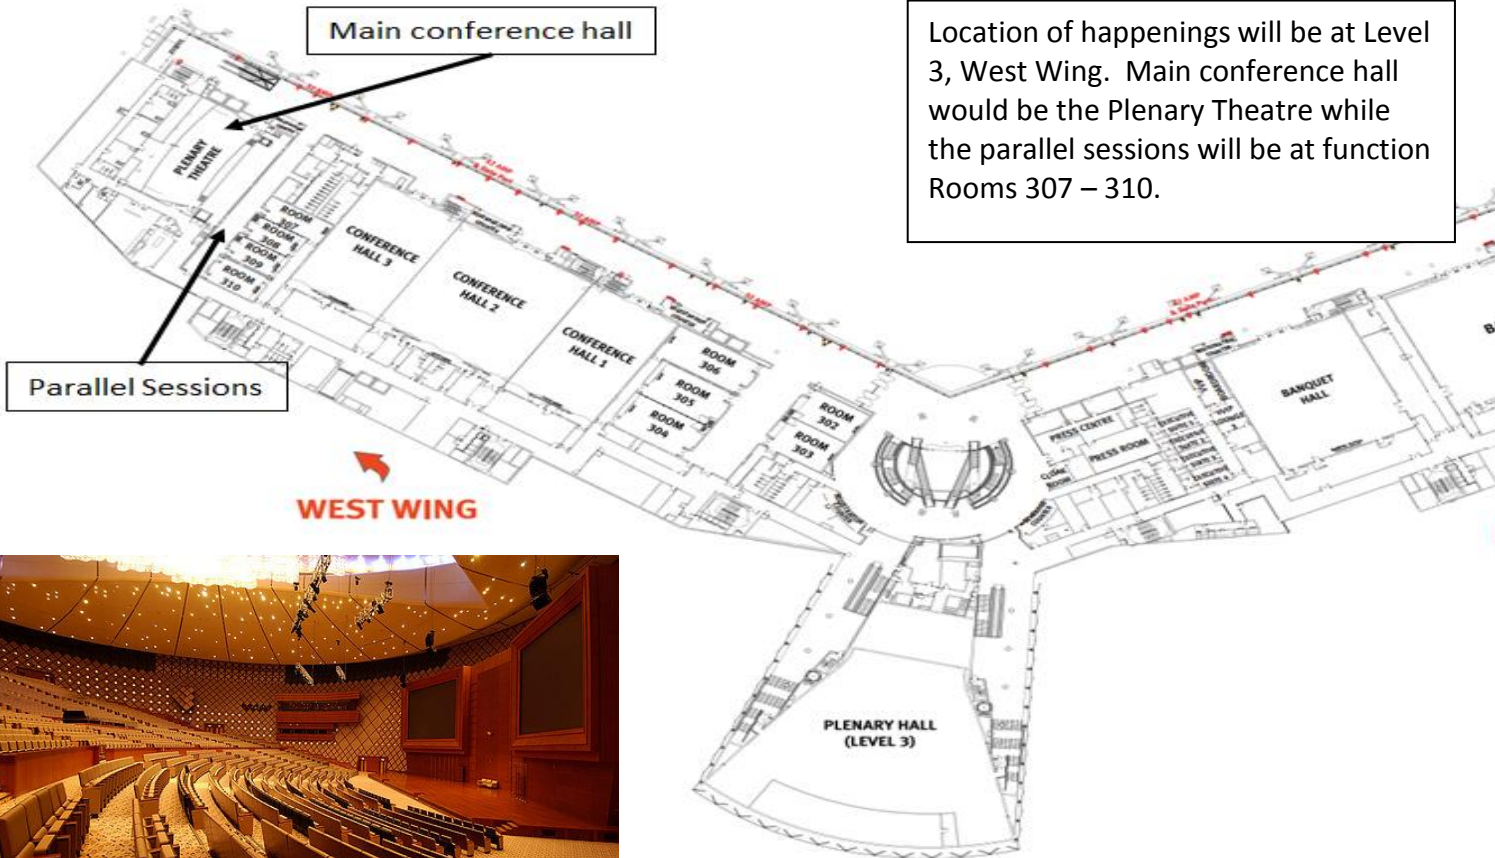 Main conference hall
Location of happenings will be at Level
3, West Wing.  Main conference hall
would be the Plenary Theatre while
the parallel sessions will be at function
Rooms 307 – 310.
PLENARY
THEATRE
ROOM
307
ROOM
308
ROOM
309
ROOM
310
CONFERENCE
HALL 3
CONFERENCE
HALL 2
CONFERENCE
HALL 1
ROOM
306
ROOM
305
ROOM
304
ROOM
302
ROOM
303
PRESS CENTRE
PRESS ROOM
BANQUET
HALL
Parallel Sessions
WEST WING
PLENARY HALL
(LEVEL 3)